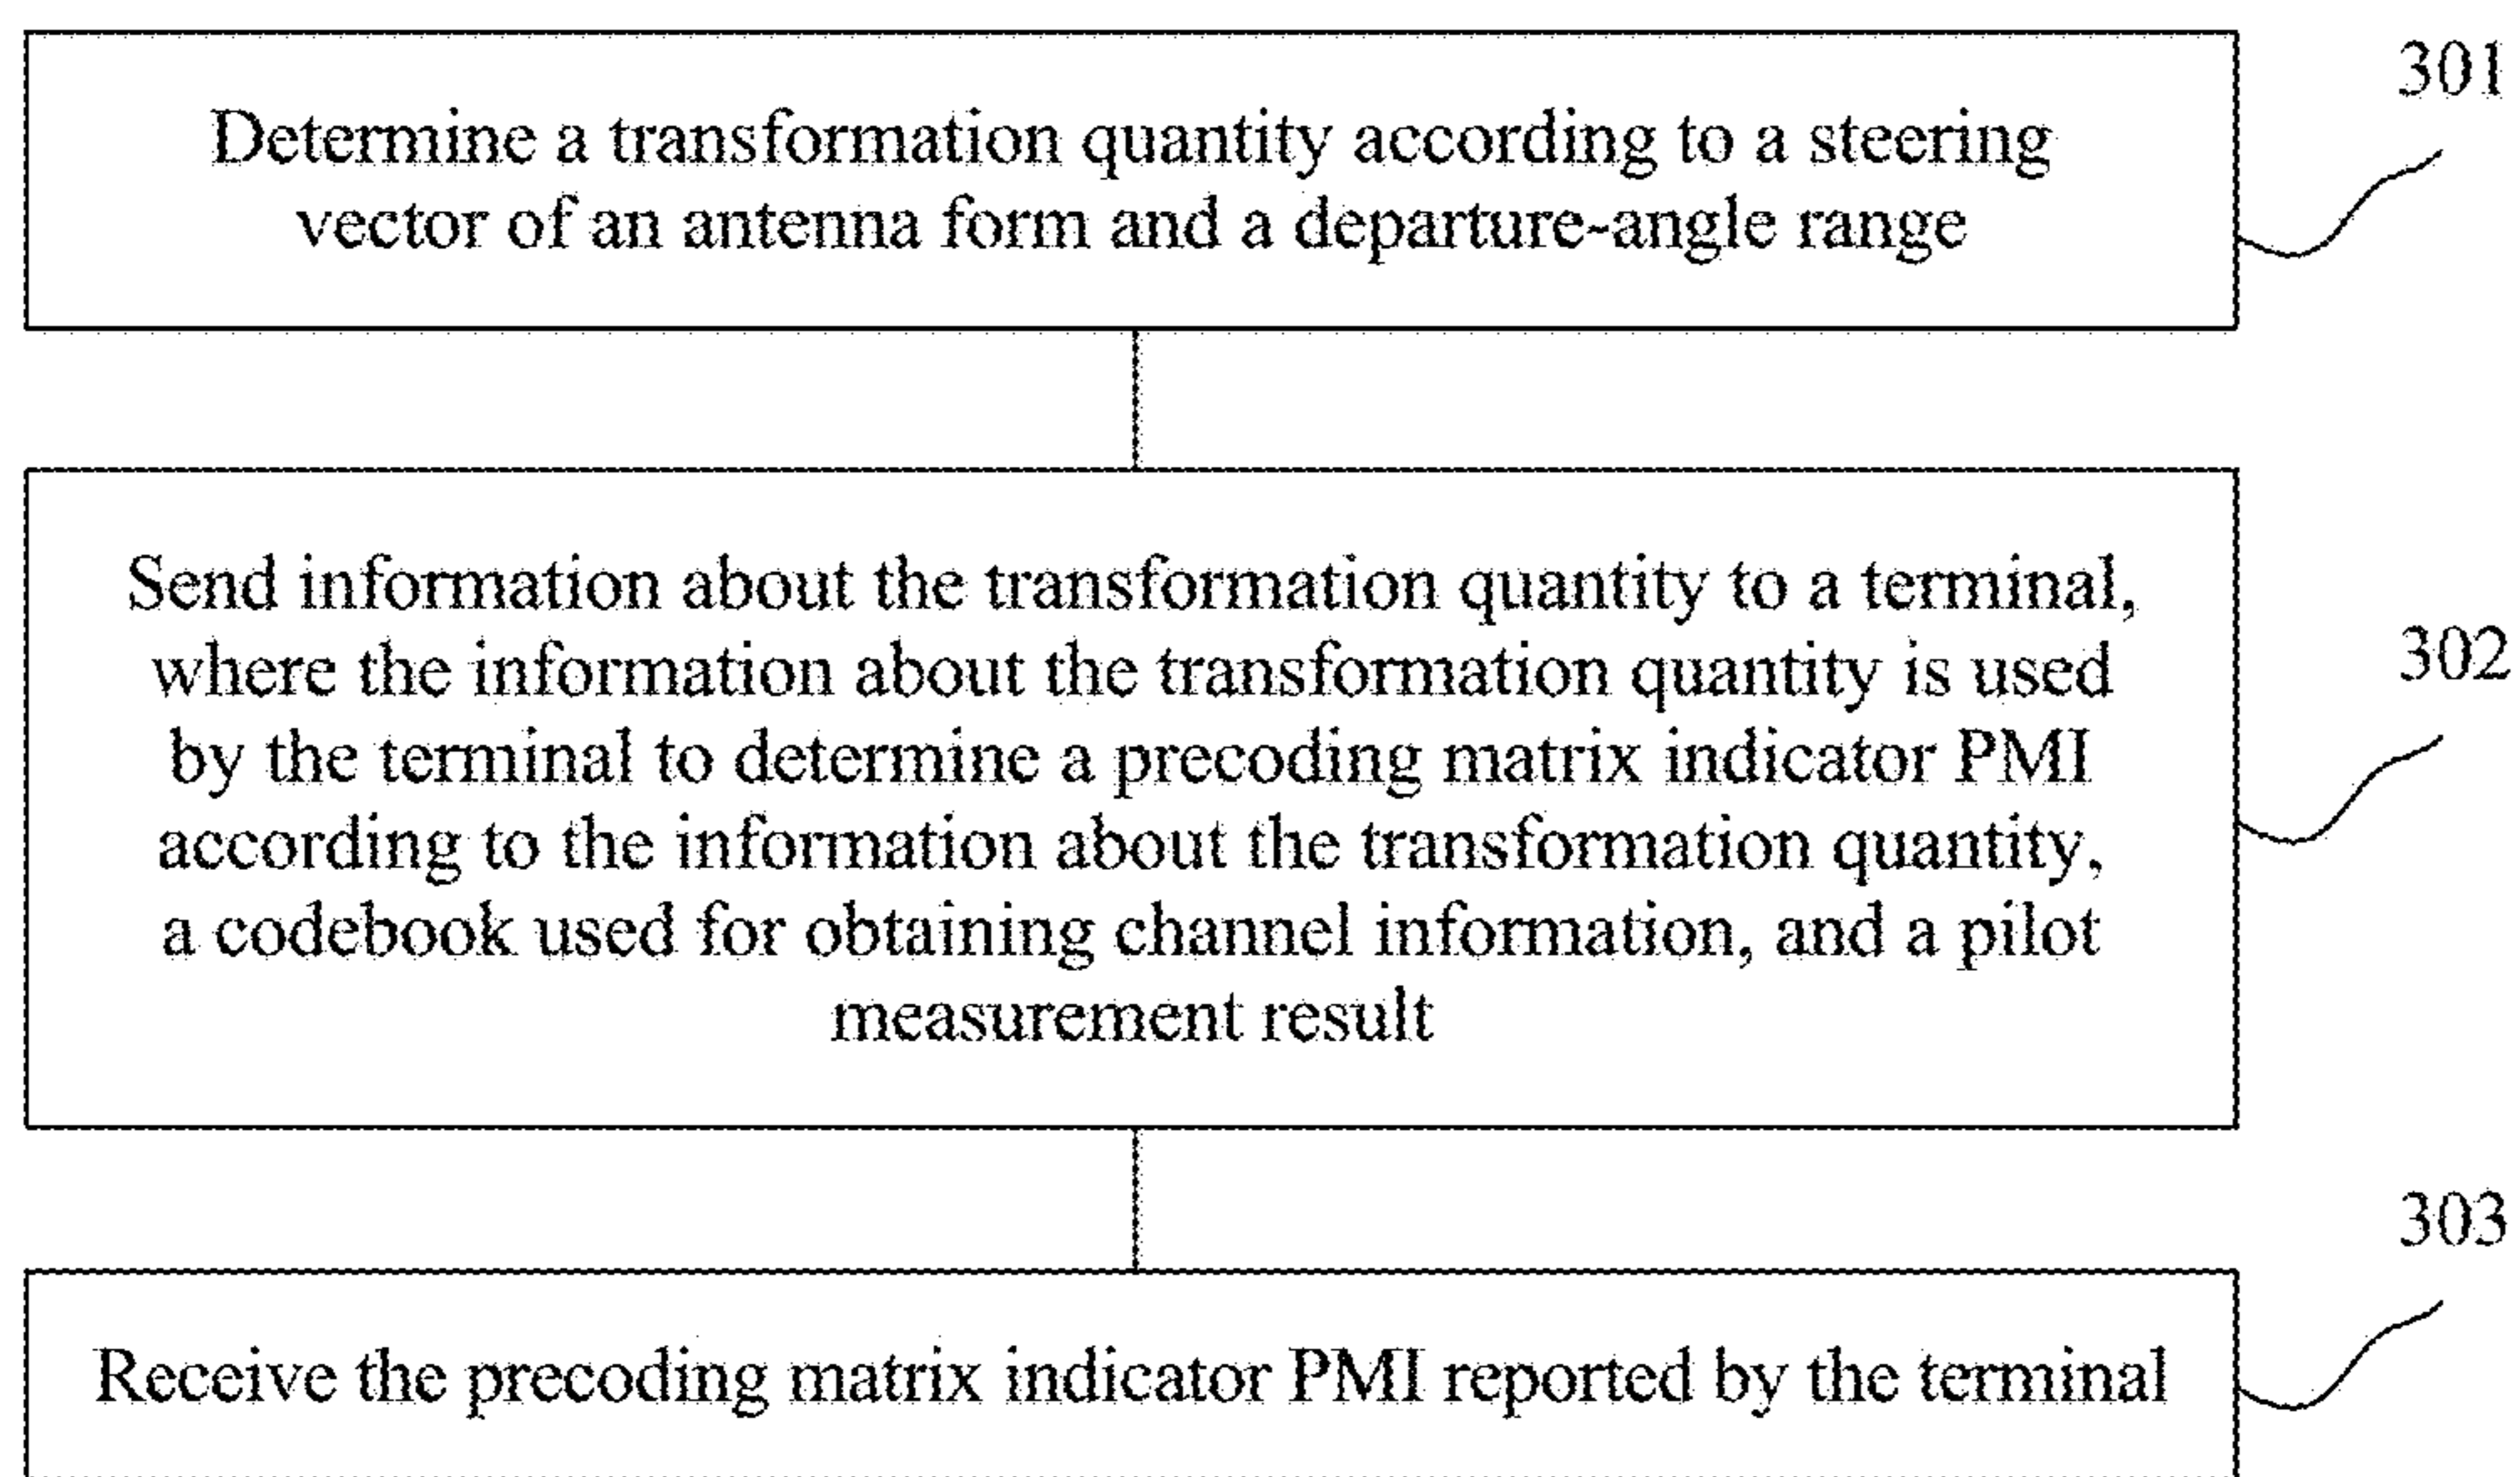 301
Determine a transformation quantity according to a steering
vector of an antenna form and a departure-angle range
302
Send information about the transformation quantity to a terminal,
where the information about the transformation quantity is used
by the terminal to determine a precoding matrix indicator PMI
according to the information about the transformation quantity,
a codebook used for obtaining channel information, and a pilot
measurement result
303
Receive the precoding matrix indicator PMI reported by the terminal